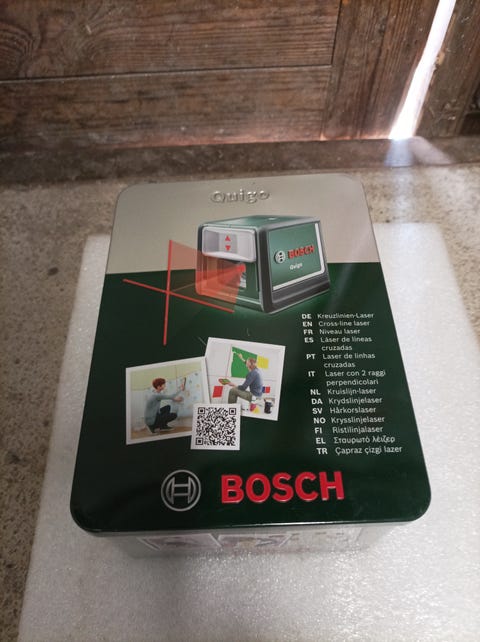 Quigo
BOSCH
Quigo
DE Kreuzlinien-Laser
EN Cross-line laser
FR Niveau laser
ES Láser de líneas
cruzadas
PT Laser de linhas
cruzadas
IT Laser con 2 raggi
perpendicolari
NL Kruislijn-laser
DA Krydslinjelaser
SV Hårkorslaser
NO Krysslinjelaser
FI Ristilinjalaser
EL Σταυρωτό λέιζερ
TR Çapraz çizgi lazer
BOSCH